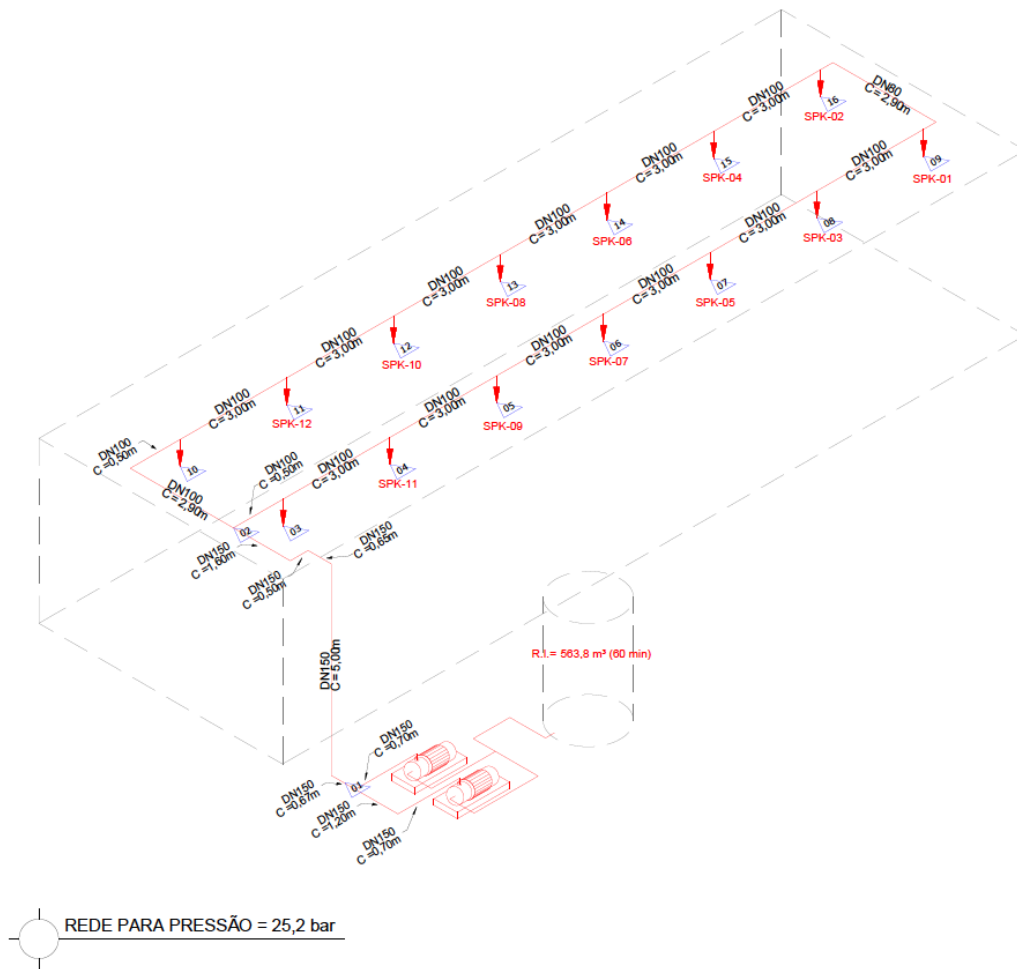 DN80
C = 2,90m
DN100
C = 3,00m
16
SPK-02
DN100
C = 3,00m
15
SPK-04
DN100
C = 3,00m
09
SPK-01
DN100
C = 3,00m
14
SPK-06
DN100
C = 3,00m
08
SPK-03
DN100
C = 3,00m
13
SPK-08
DN100
C = 3,00m
07
SPK-05
DN100
C = 3,00m
12
SPK-10
DN100
C = 3,00m
06
SPK-07
DN100
C = 3,00m
11
SPK-12
DN100
C = 3,00m
05
SPK-09
DN100
C =0,50m
10
DN100
C =0,50m
DN100
C = 3,00m
04
SPK-11
DN100
C = 2,90m
02
03
DN150
C =1,60m
DN150
C =0,50m
DN150
C =0,65m
DN150
C = 5,00m
R.I.= 563,8 m³ (60 min)
DN150
C =0,70m
01
DN150
C =0,67m
DN150
C =1,20m
DN150
C =0,70m
REDE PARA PRESSÃO = 25,2 bar